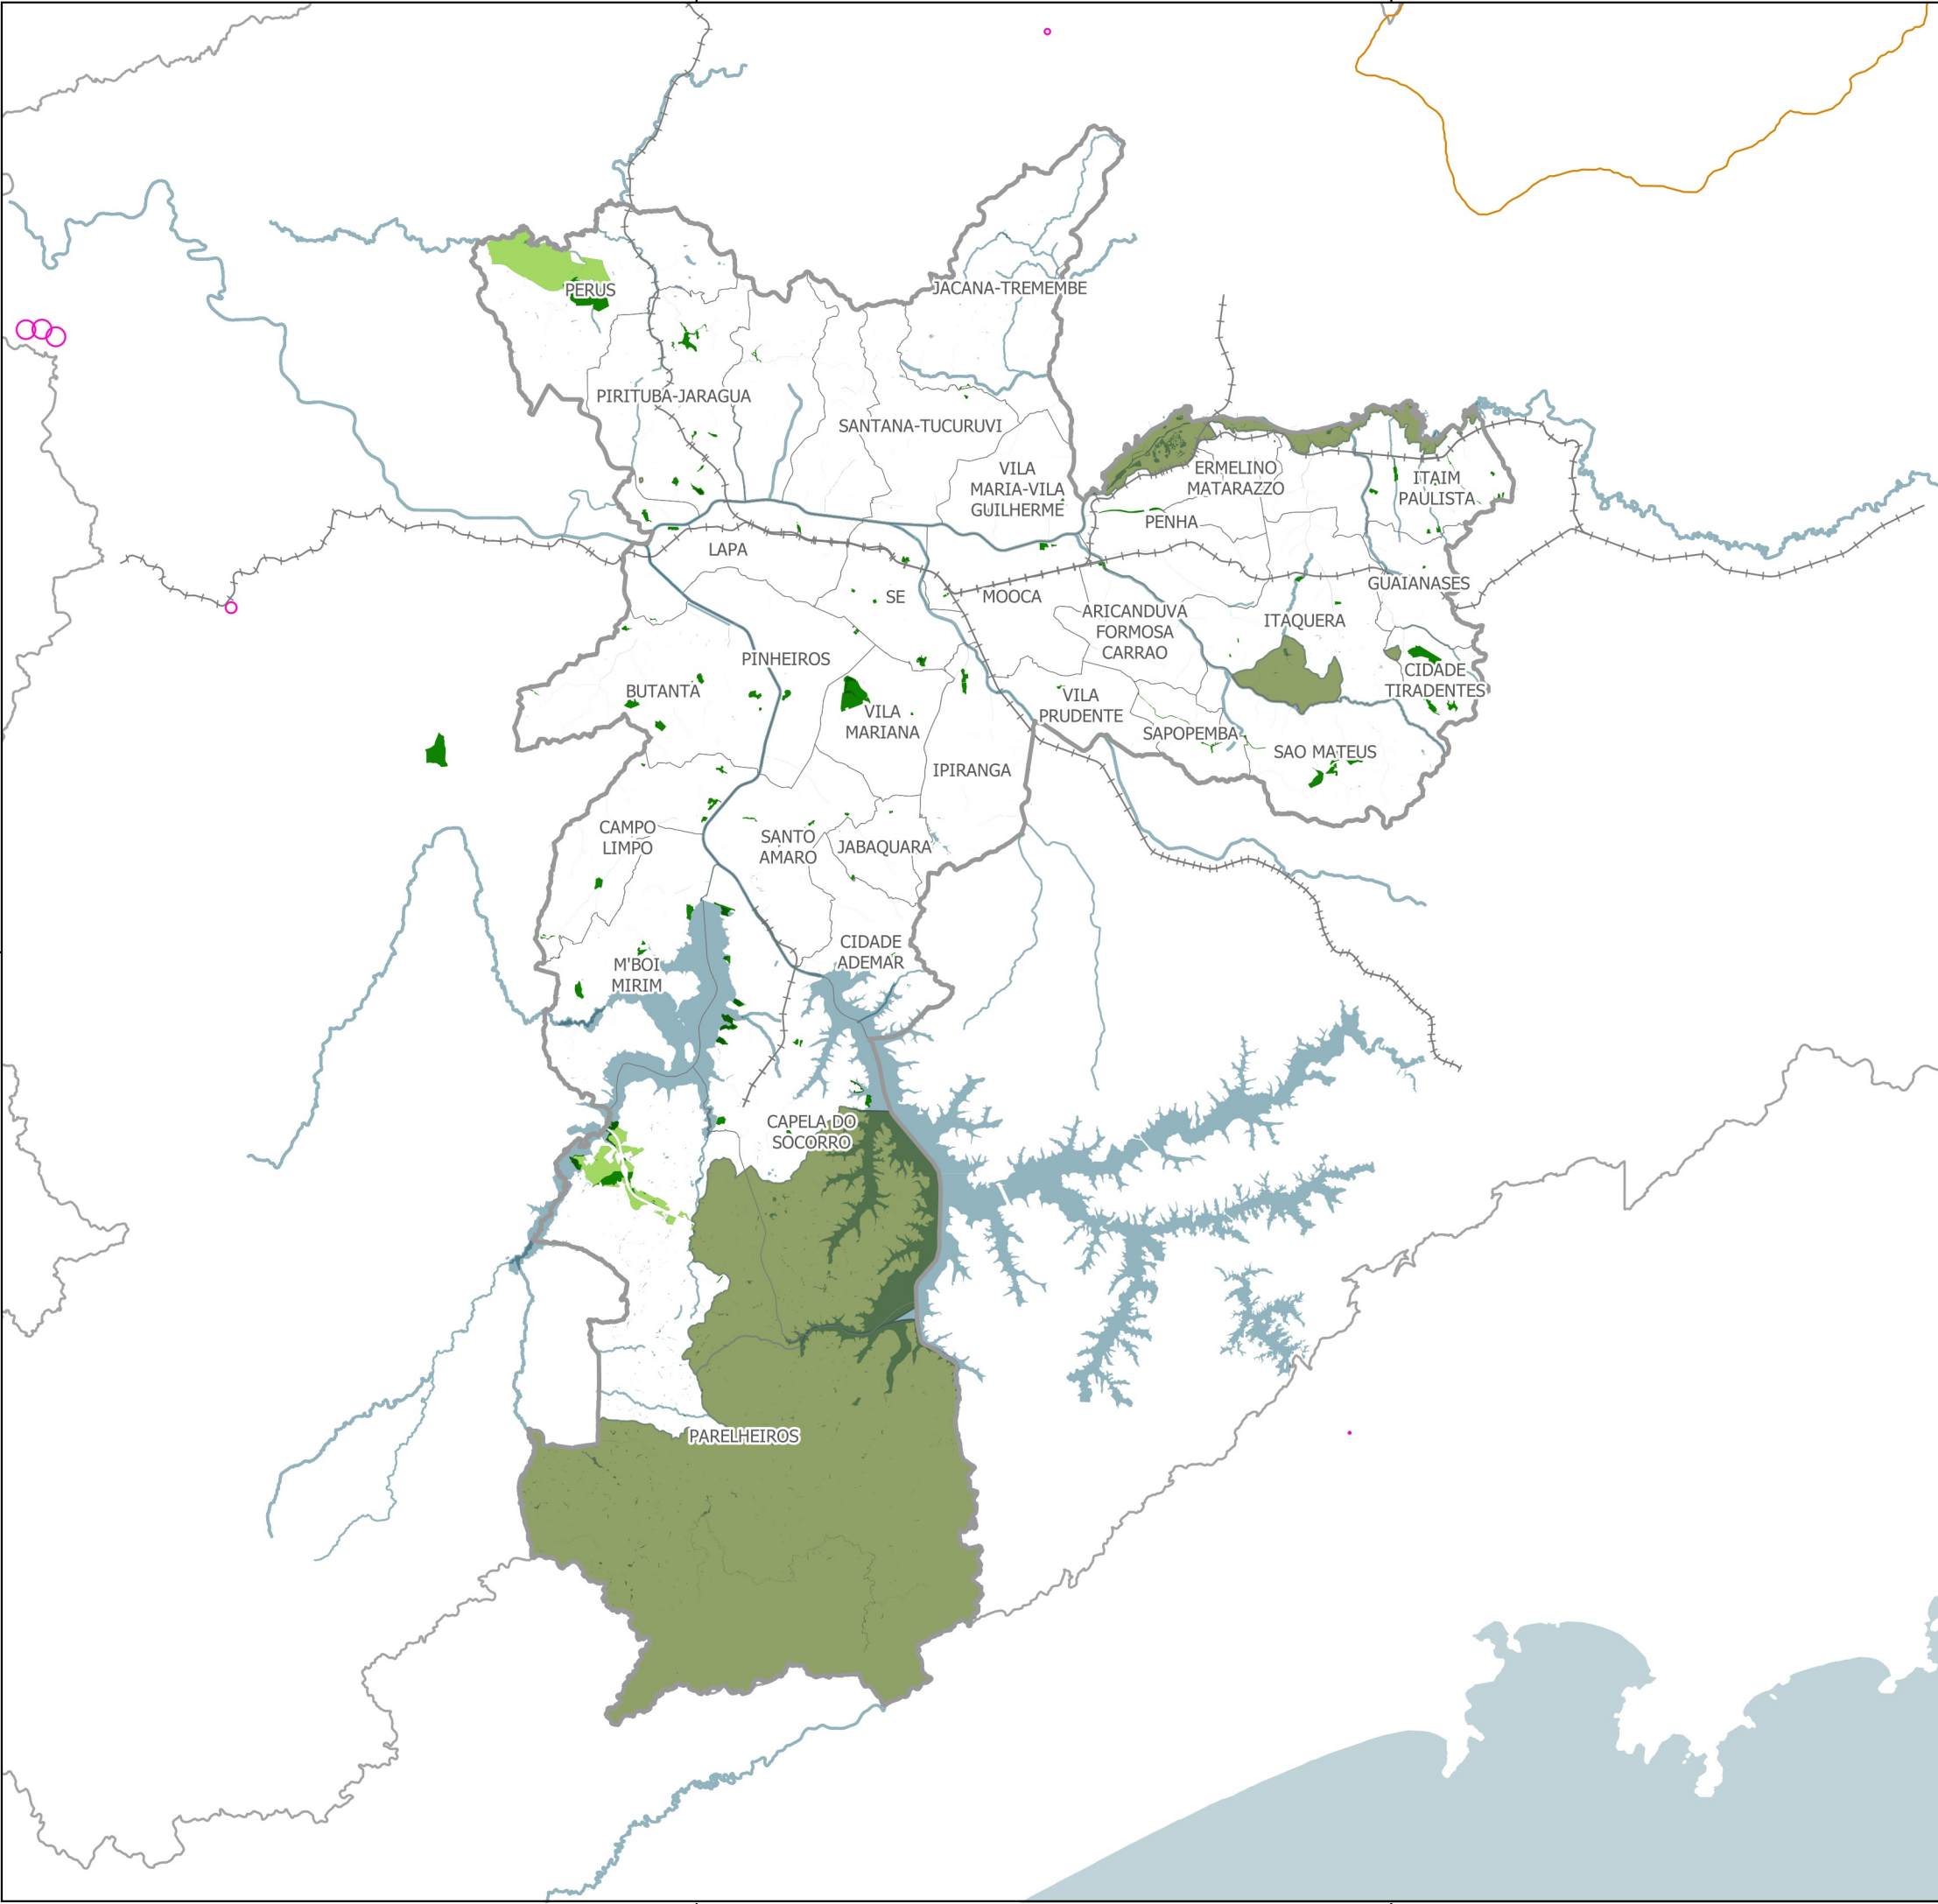 JACANA-TREMEMBE
PERUS
PIRITUBA-JARAGUA
SANTANA-TUCURUVI
VILA
MARIA-VILA
GUILHERME
ERMELINO
MATARAZZO
ITAIM
PAULISTA
PENHA
LAPA
GUAIANASES
SE
MOOCA
ARICANDUVA
FORMOSA
CARRAO
ITAQUERA
PINHEIROS
CIDADE
TIRADENTES
BUTANTA
VILA
PRUDENTE
VILA
MARIANA
SAPOPEMBA
SAO MATEUS
IPIRANGA
CAMPO
LIMPO
SANTO
AMARO
JABAQUARA
CIDADE
ADEMAR
M'BOI
MIRIM
CAPELA DO
SOCORRO
PARELHEIROS